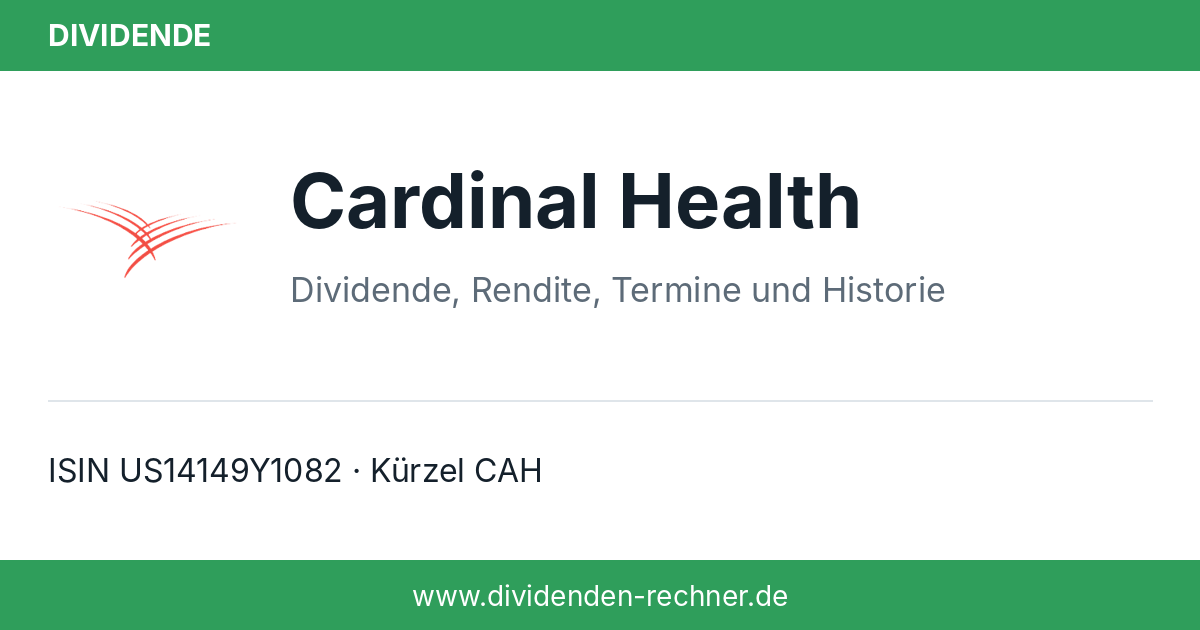 DIVIDENDE
Cardinal Health
Dividende, Rendite, Termine und Historie
ISIN US14149Y1082 · Kürzel CAH
www.dividenden-rechner.de